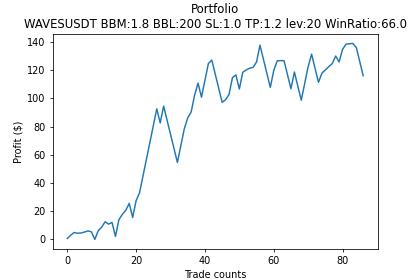 Portfolio
WAVESUSDT BBM:1.8 BBL:200 SL:1.0 TP:1.2 lev:20 WinRatio:66.0
140
120
100
80
60
40
20
0
Profit ($)
0 20 40 60 80
Trade counts